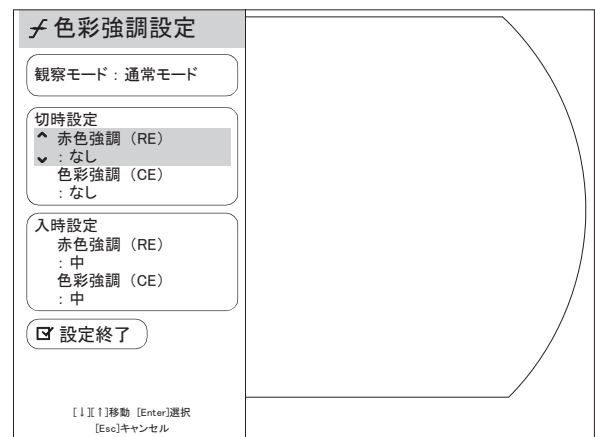 色彩強調設定
観察モード：通常モード
切時設定
赤色強調（RE）
：なし
色彩強調（CE）
：なし
入時設定
赤色強調（RE）
：中
色彩強調（CE）
：中
設定終了
[↓][↑]移動 [Enter]選択
[Esc]キャンセル